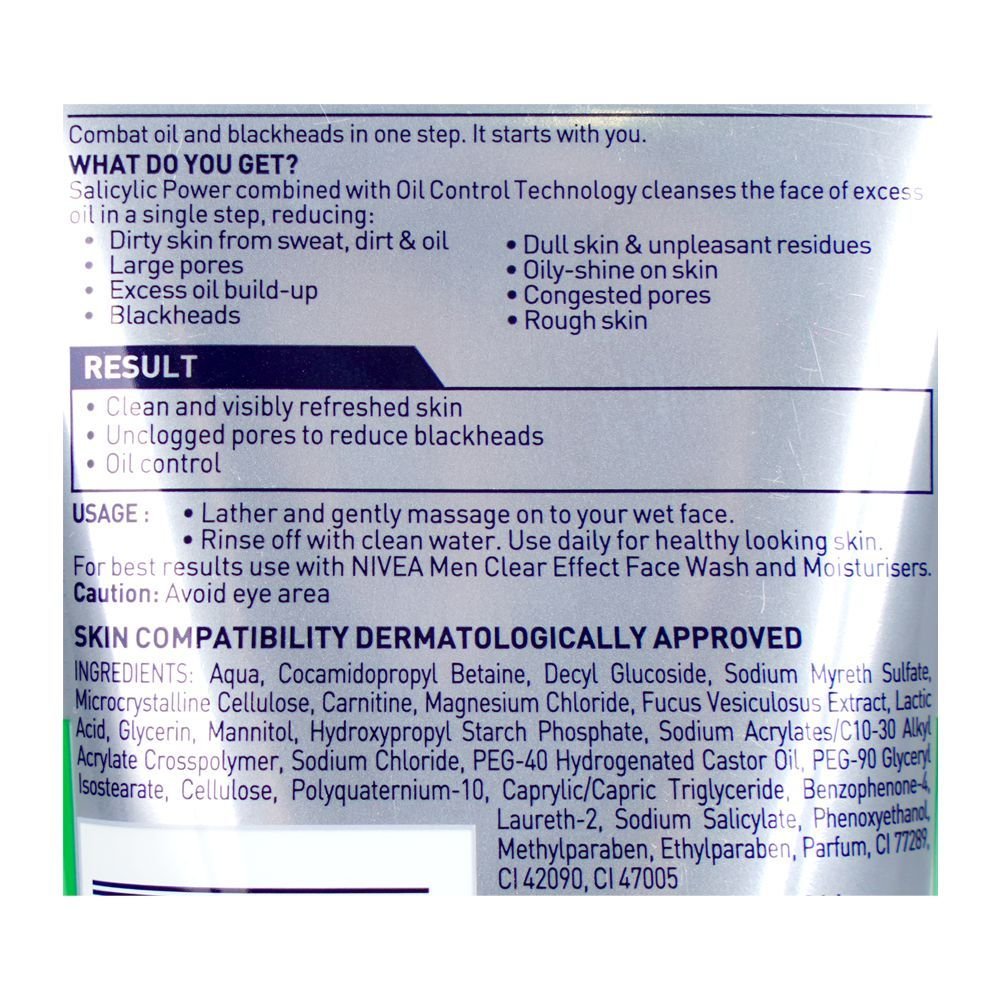 Combat oil and blackheads in one step. It starts with you.
WHAT DO YOU GET?
Salicylic Power combined with Oil Control Technology cleanses the face of excess
oil in a single step, reducing:
• Dirty skin from sweat, dirt & oil
• Large pores
• Excess oil build-up
• Blackheads
• Dull skin & unpleasant residues
• Oily-shine on skin
• Congested pores
• Rough skin
RESULT
• Clean and visibly refreshed skin
• Unclogged pores to reduce blackheads
• Oil control
USAGE : • Lather and gently massage on to your wet face.
• Rinse off with clean water. Use daily for healthy looking skin.
For best results use with NIVEA Men Clear Effect Face Wash and Moisturisers.
Caution: Avoid eye area
SKIN COMPATIBILITY DERMATOLOGICALLY APPROVED
INGREDIENTS: Aqua, Cocamidopropyl Betaine, Decyl Glucoside, Sodium Myreth Sulfate,
Microcrystalline Cellulose, Carnitine, Magnesium Chloride, Fucus Vesiculosus Extract, Lactic
Acid, Glycerin, Mannitol, Hydroxypropyl Starch Phosphate, Sodium Acrylates/C10-30 Alkyl
Acrylate Crosspolymer, Sodium Chloride, PEG-40 Hydrogenated Castor Oil, PEG-90 Glyceryl
Isostearate, Cellulose, Polyquaternium-10, Caprylic/Capric Triglyceride, Benzophenone-4,
Laureth-2, Sodium Salicylate, Phenoxyethanol,
Methylparaben, Ethylparaben, Parfum, CI 77289,
CI 42090, CI 47005